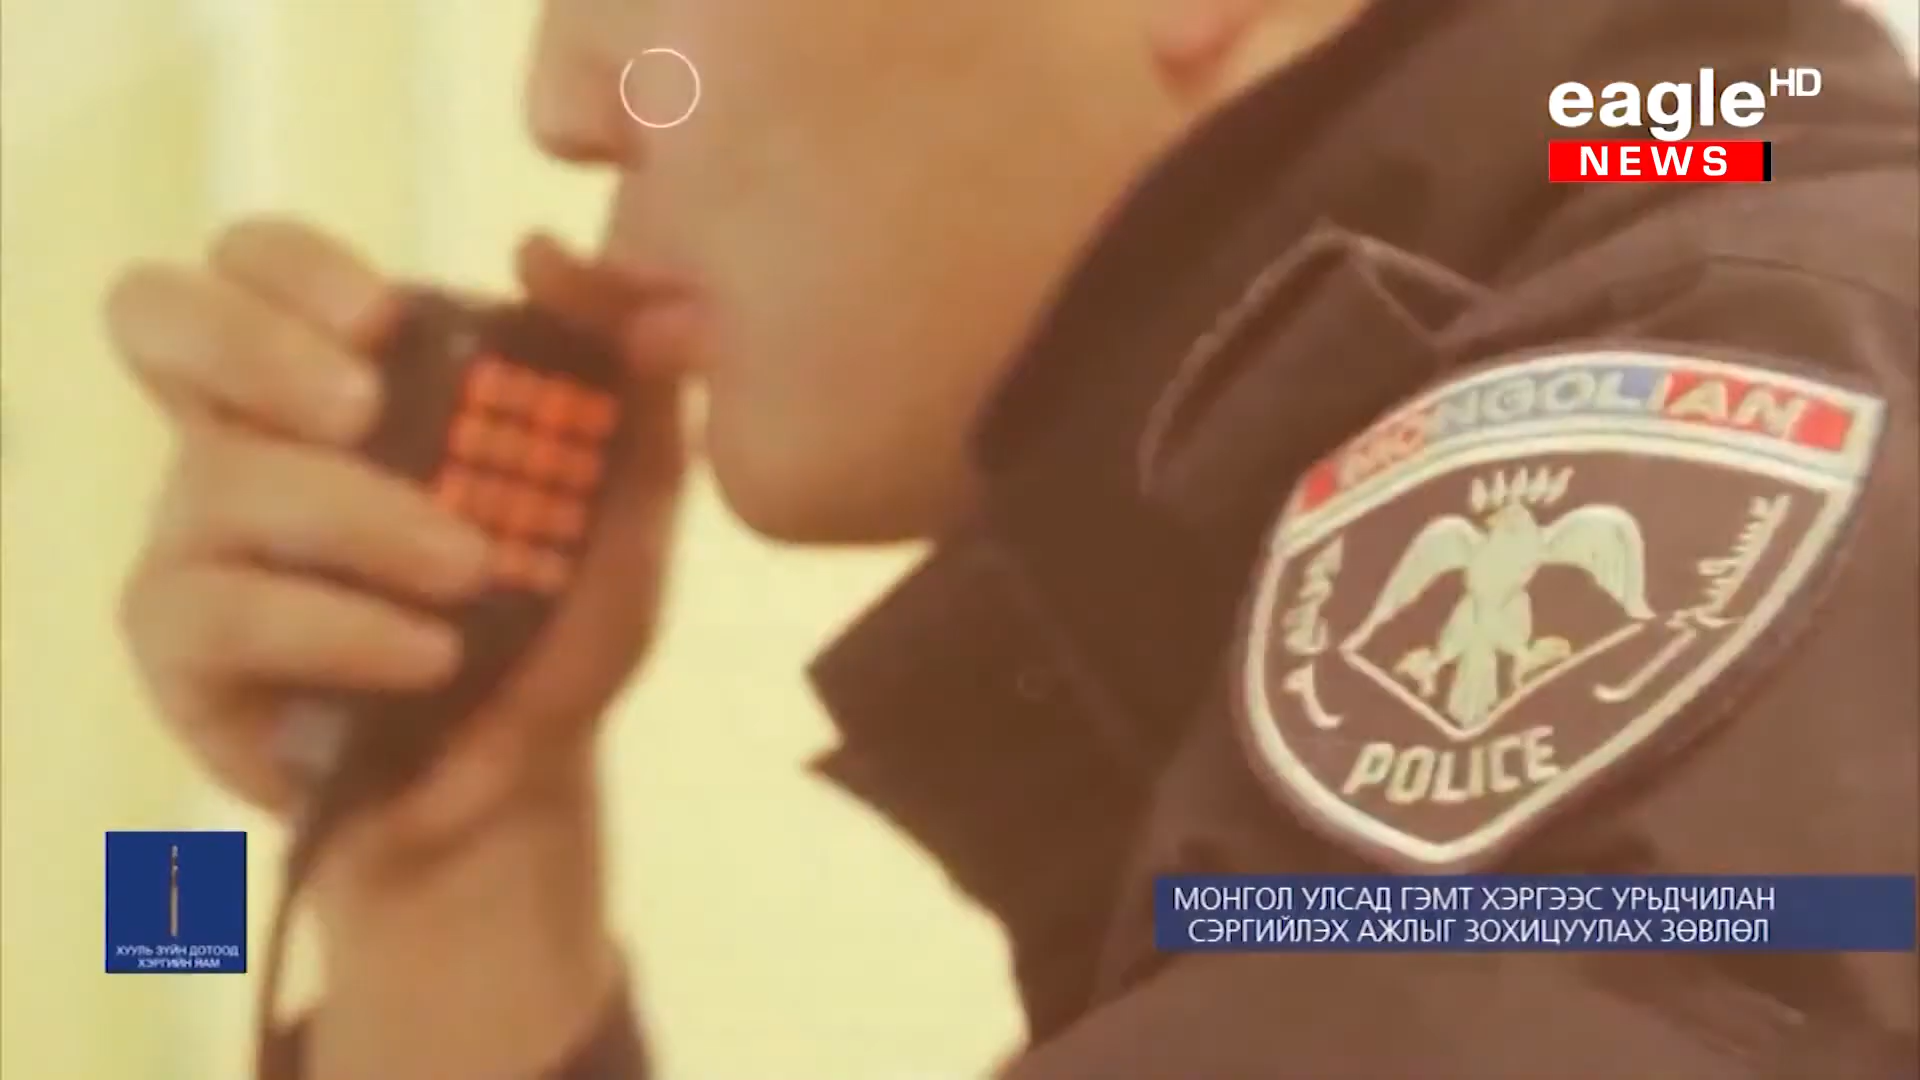 eagle HD
NEWS
MONGOLIAN
POLICE
МОНГОЛ УЛСАД ГЭМТ ХЭРГЭЭС УРЬДЧИЛАН
СЭРГИЙЛЭХ АЖЛЫГ ЗОХИЦУУЛАХ ЗӨВЛӨЛ
ХУУЛЬ ЗҮЙН ДОТООД
ХЭРГИЙН ЯАМ